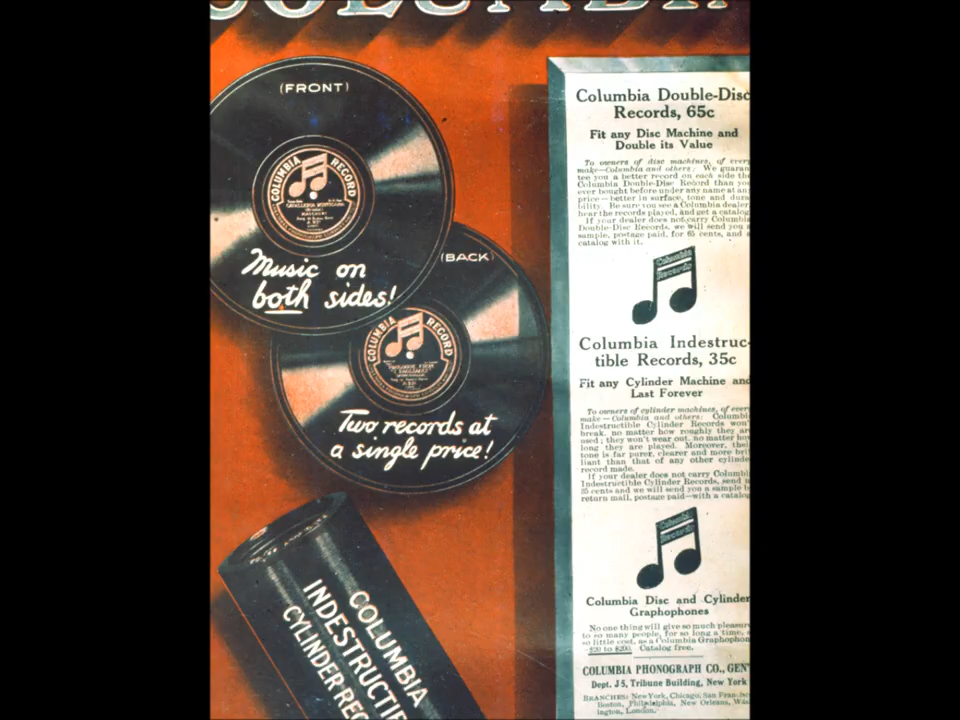 COLUMBIA
(FRONT)
COLUMBIA RECORD
Music on
both sides!
(BACK)
COLUMBIA RECORD
Two records at
a single price!
COLUMBIA
INDESTRUCTI
CYLINDER REC
Columbia Double-Disc
Records, 65c
Fit any Disc Machine and
Double its Value
To owners of disc machines, of every
make—Columbia and others: We guaran
tee you a better record on each side the
Columbia Double-Disc Record than you
ever bought before under any name at any
price—better in surface, tone and dura
bility. Be sure you see a Columbia dealer,
hear the records played, and get a catalog
If your dealer does not carry Columbia
Double-Disc Records, we will send you a
sample, postage paid, for 65 cents, and a
catalog with it.
Columbia
Records
Columbia Indestruc-
tible Records, 35c
Fit any Cylinder Machine and
Last Forever
To owners of cylinder machines, of every
make—Columbia and others: Columbia
Indestructible Cylinder Records won't
break, no matter how roughly they are
used; they won't wear out, no matter how
long they are played. Moreover, their
tone is far purer, clearer and more bril
liant than that of any other cylinder
record made.
If your dealer does not carry Columbia
Indestructible Cylinder Records, send u
35 cents and we will send you a sample b
return mail, postage paid—with a catalog
Columbia
Records
Columbia Disc and Cylinder
Graphophones
No one thing will give so much pleasure
to so many people, for so long a time, a
so little cost, as a Columbia Graphophon
$20 to $200. Catalog free.
COLUMBIA PHONOGRAPH CO., GEN'
Dept. J5, Tribune Building, New York
BRANCHES: New York, Chicago, San Francisc
Boston, Philadelphia, New Orleans, Was
ington, London.